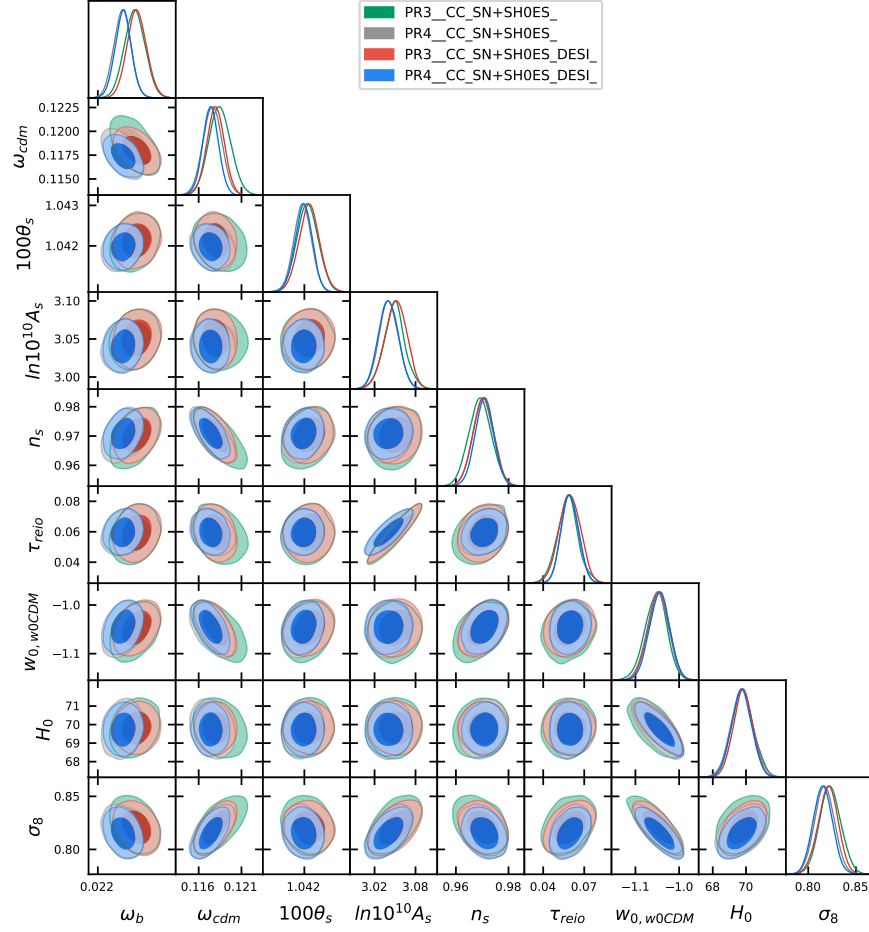 PR3__CC_SN+SH0ES_
PR4__CC_SN+SH0ES_
PR3__CC_SN+SH0ES_DESI_
PR4__CC_SN+SH0ES_DESI_
0.1225
0.1200
0.1175
0.1150
ω_cdm
1.043
1.042
100θ_s
3.10
3.05
3.00
ln10^10A_s
0.98
0.97
0.96
n_s
0.08
0.06
0.04
τ_reio
−1.0
−1.1
w_0,w0CDM
71
70
69
68
H_0
0.85
0.80
σ_8
0.022 0.116 0.121 1.042 3.02 3.08 0.96 0.98 0.04 0.07 −1.1 −1.0 68 70 0.80 0.85
ω_b ω_cdm 100θ_s ln10^10A_s n_s τ_reio w_0,w0CDM H_0 σ_8